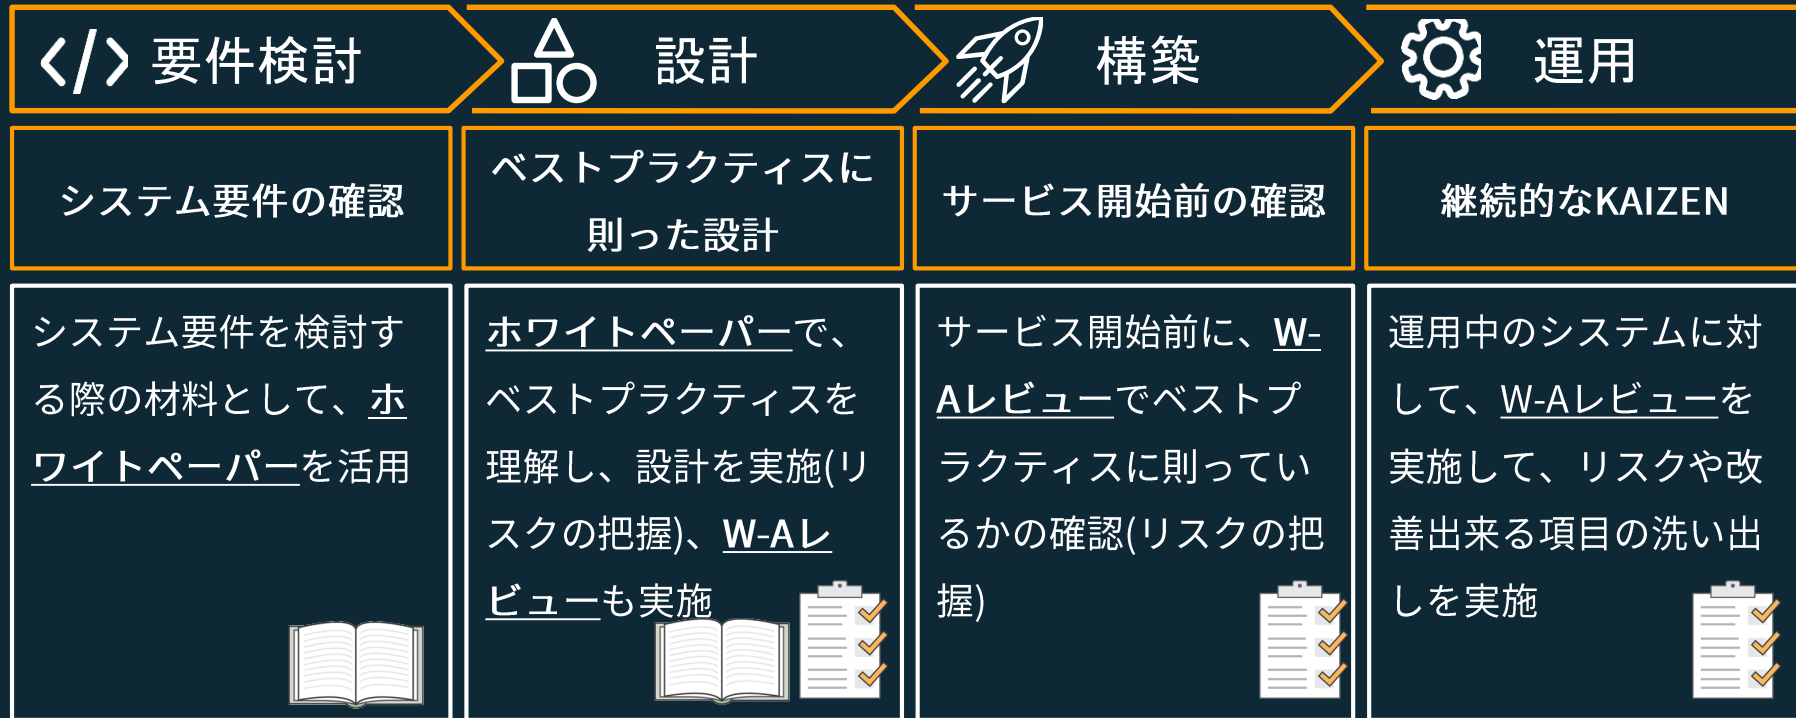 要件検討
設計
構築
運用
システム要件の確認
ベストプラクティスに
則った設計
サービス開始前の確認
継続的なKAIZEN
システム要件を検討す
る際の材料として、ホ
ワイトペーパーを活用
ホワイトペーパーで、
ベストプラクティスを
理解し、設計を実施(リ
スクの把握)、W-Aレ
ビューも実施
サービス開始前に、W-
Aレビューでベストプ
ラクティスに則ってい
るかの確認(リスクの把
握)
運用中のシステムに対
して、W-Aレビューを
実施して、リスクや改
善出来る項目の洗い出
しを実施